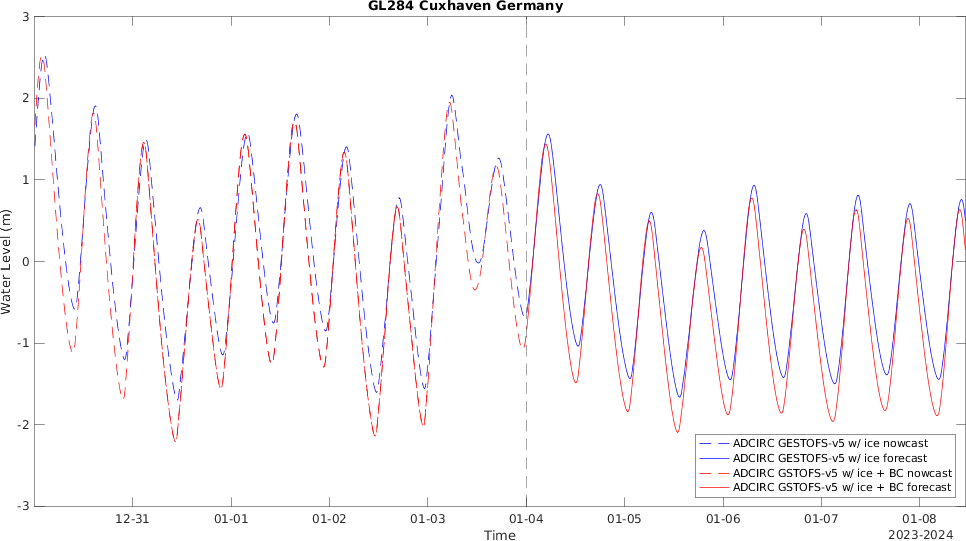 GL284 Cuxhaven Germany
3
2
1
0
-1
-2
-3
Water Level (m)
ADCIRC GESTOFS-v5 w/ ice nowcast
ADCIRC GESTOFS-v5 w/ ice forecast
ADCIRC GSTOFS-v5 w/ ice + BC nowcast
ADCIRC GSTOFS-v5 w/ ice + BC forecast
12-31 01-01 01-02 01-03 01-04 01-05 01-06 01-07 01-08
Time
2023-2024